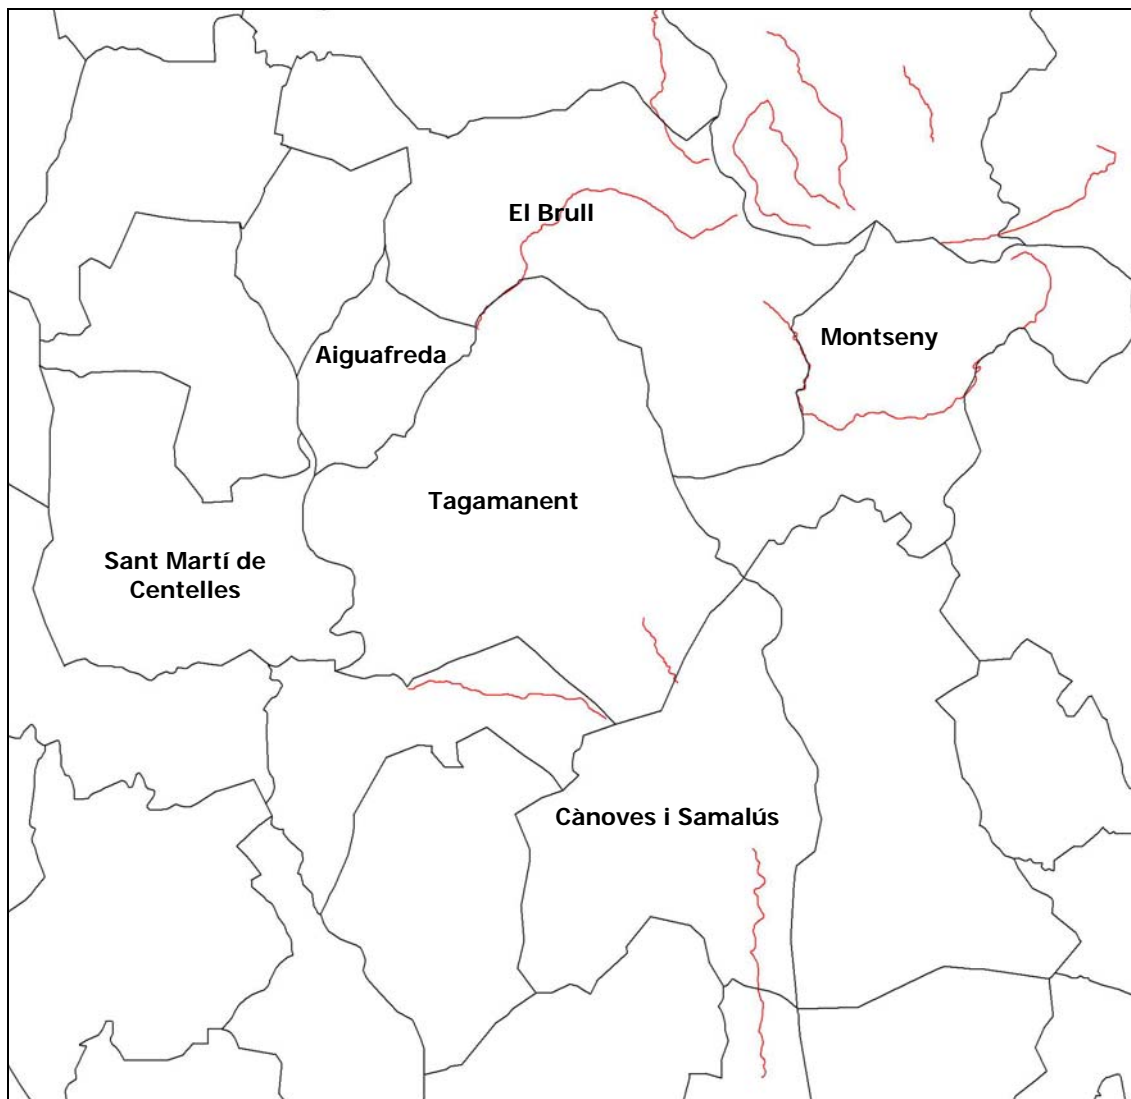 El Brull
Montseny
Aiguafreda
Tagamanent
Sant Martí de
Centelles
Cànoves i Samalús